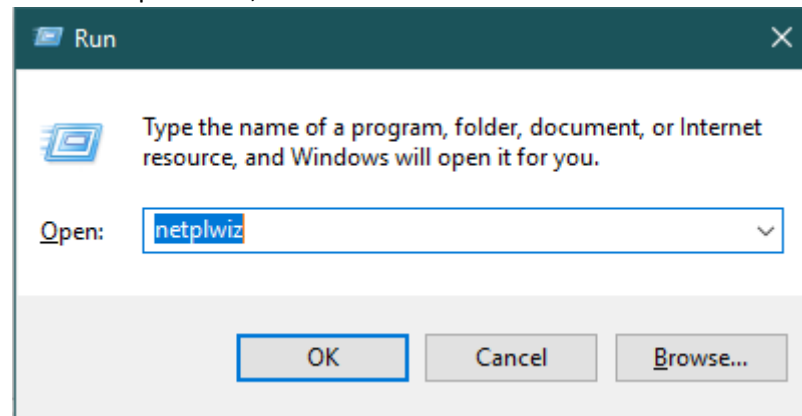 Run
Type the name of a program, folder, document, or Internet
resource, and Windows will open it for you.
Open: netplwiz
OK Cancel Browse...